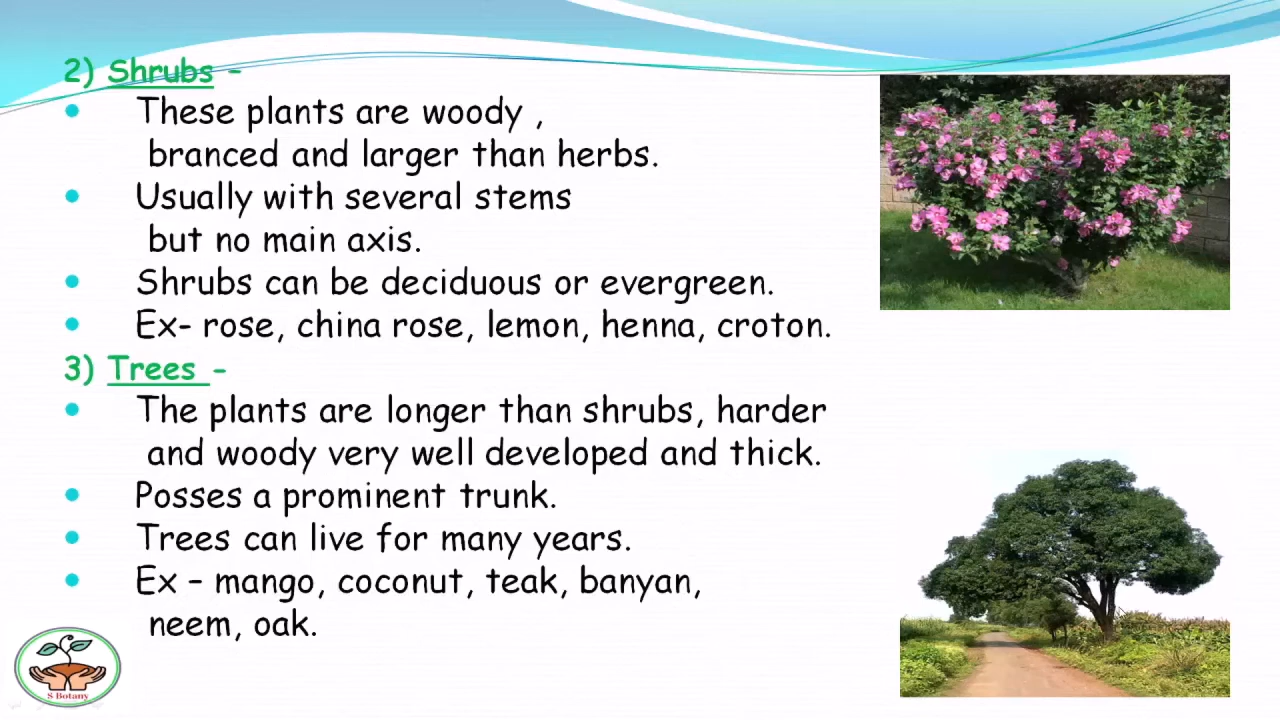 2) Shrubs -
• These plants are woody ,
branced and larger than herbs.
• Usually with several stems
but no main axis.
• Shrubs can be deciduous or evergreen.
• Ex- rose, china rose, lemon, henna, croton.
3) Trees -
• The plants are longer than shrubs, harder
and woody very well developed and thick.
• Posses a prominent trunk.
• Trees can live for many years.
• Ex – mango, coconut, teak, banyan,
neem, oak.
S Botany